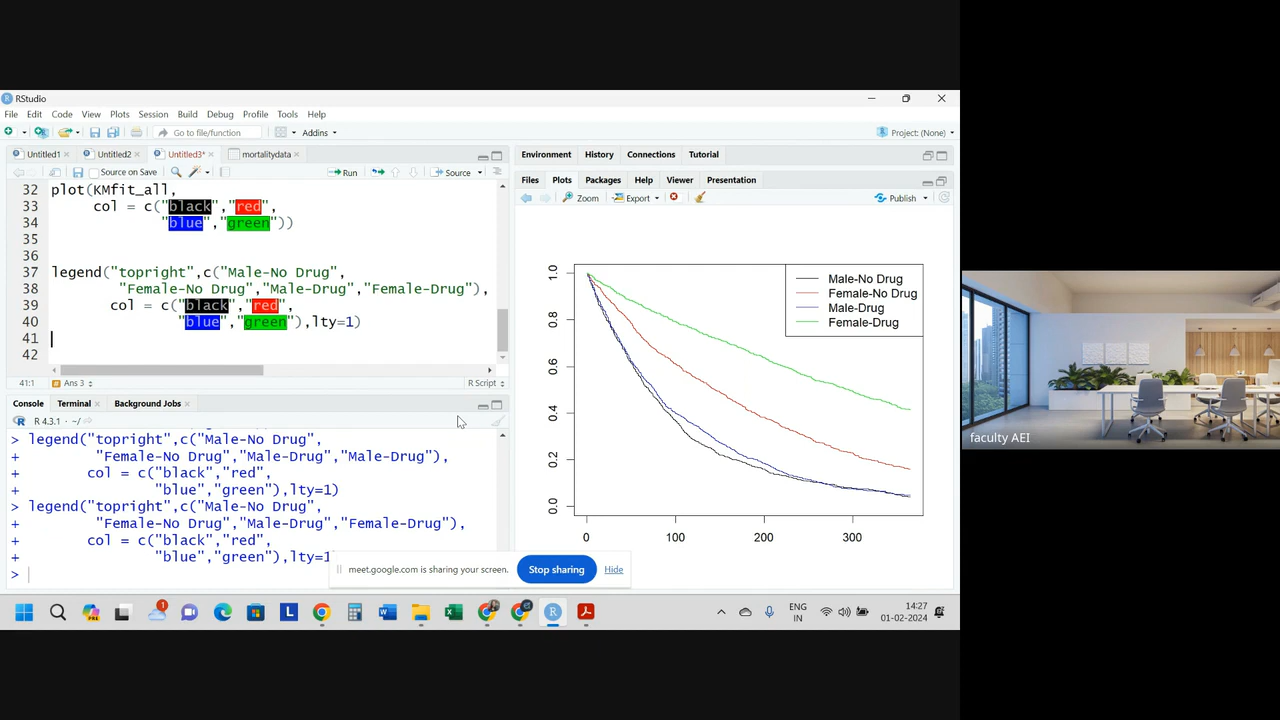 RStudio
File Edit Code View Plots Session Build Debug Profile Tools Help
Go to file/function Addins Project: (None)
Untitled1 Untitled2 Untitled3* mortalitydata
Source on Save Run Source
32 plot(KMfit_all,
33 col = c("black","red",
34 "blue","green"))
35
36
37 legend("topright",c("Male-No Drug",
38 "Female-No Drug","Male-Drug","Female-Drug"),
39 col = c("black","red",
40 "blue","green"),lty=1)
41
42
41:1 Ans 3 R Script
Console Terminal Background Jobs
R 4.3.1 · ~/
> legend("topright",c("Male-No Drug",
+ "Female-No Drug","Male-Drug","Male-Drug"),
+ col = c("black","red",
+ "blue","green"),lty=1)
> legend("topright",c("Male-No Drug",
+ "Female-No Drug","Male-Drug","Female-Drug"),
+ col = c("black","red",
+ "blue","green"),lty=1
>
Environment History Connections Tutorial
Files Plots Packages Help Viewer Presentation
Zoom Export Publish
1.0
0.8
0.6
0.4
0.2
0.0
0 100 200 300
Male-No Drug
Female-No Drug
Male-Drug
Female-Drug
meet.google.com is sharing your screen. Stop sharing Hide
ENG
IN
14:27
01-02-2024
faculty AEI